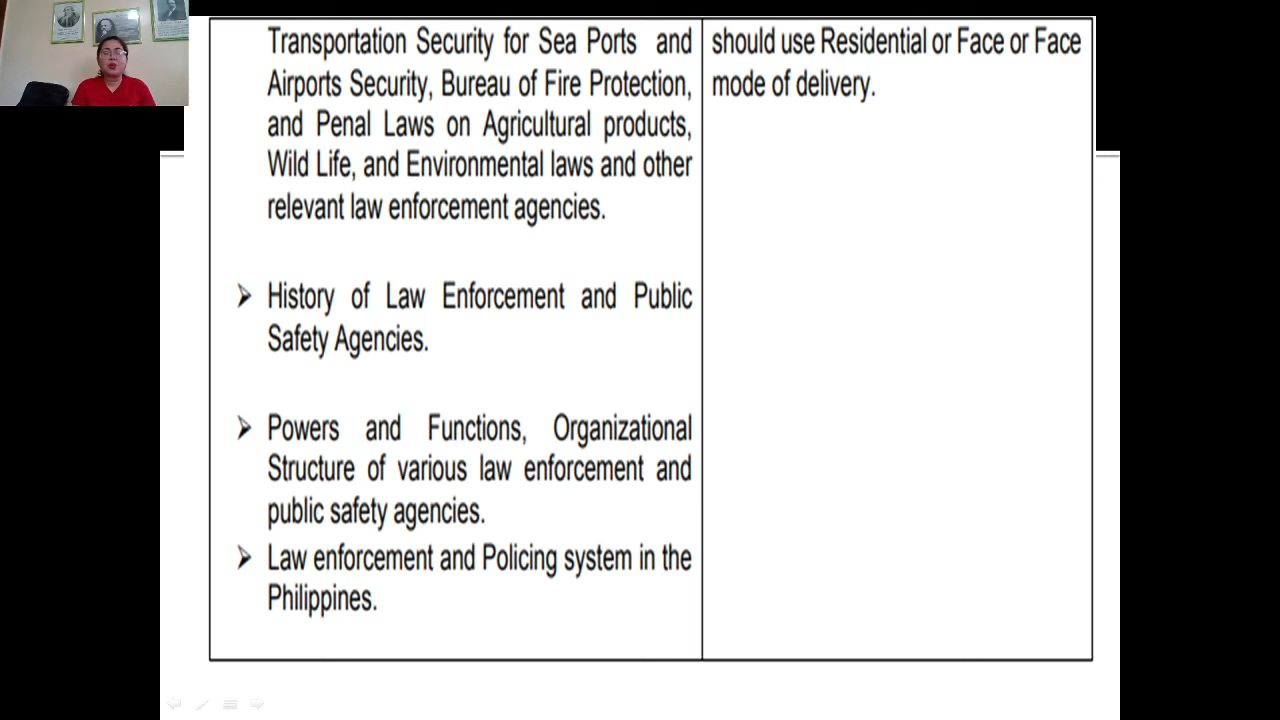 Transportation Security for Sea Ports and
Airports Security, Bureau of Fire Protection,
and Penal Laws on Agricultural products,
Wild Life, and Environmental laws and other
relevant law enforcement agencies.
History of Law Enforcement and Public
Safety Agencies.
Powers and Functions, Organizational
Structure of various law enforcement and
public safety agencies.
Law enforcement and Policing system in the
Philippines.
should use Residential or Face or Face
mode of delivery.